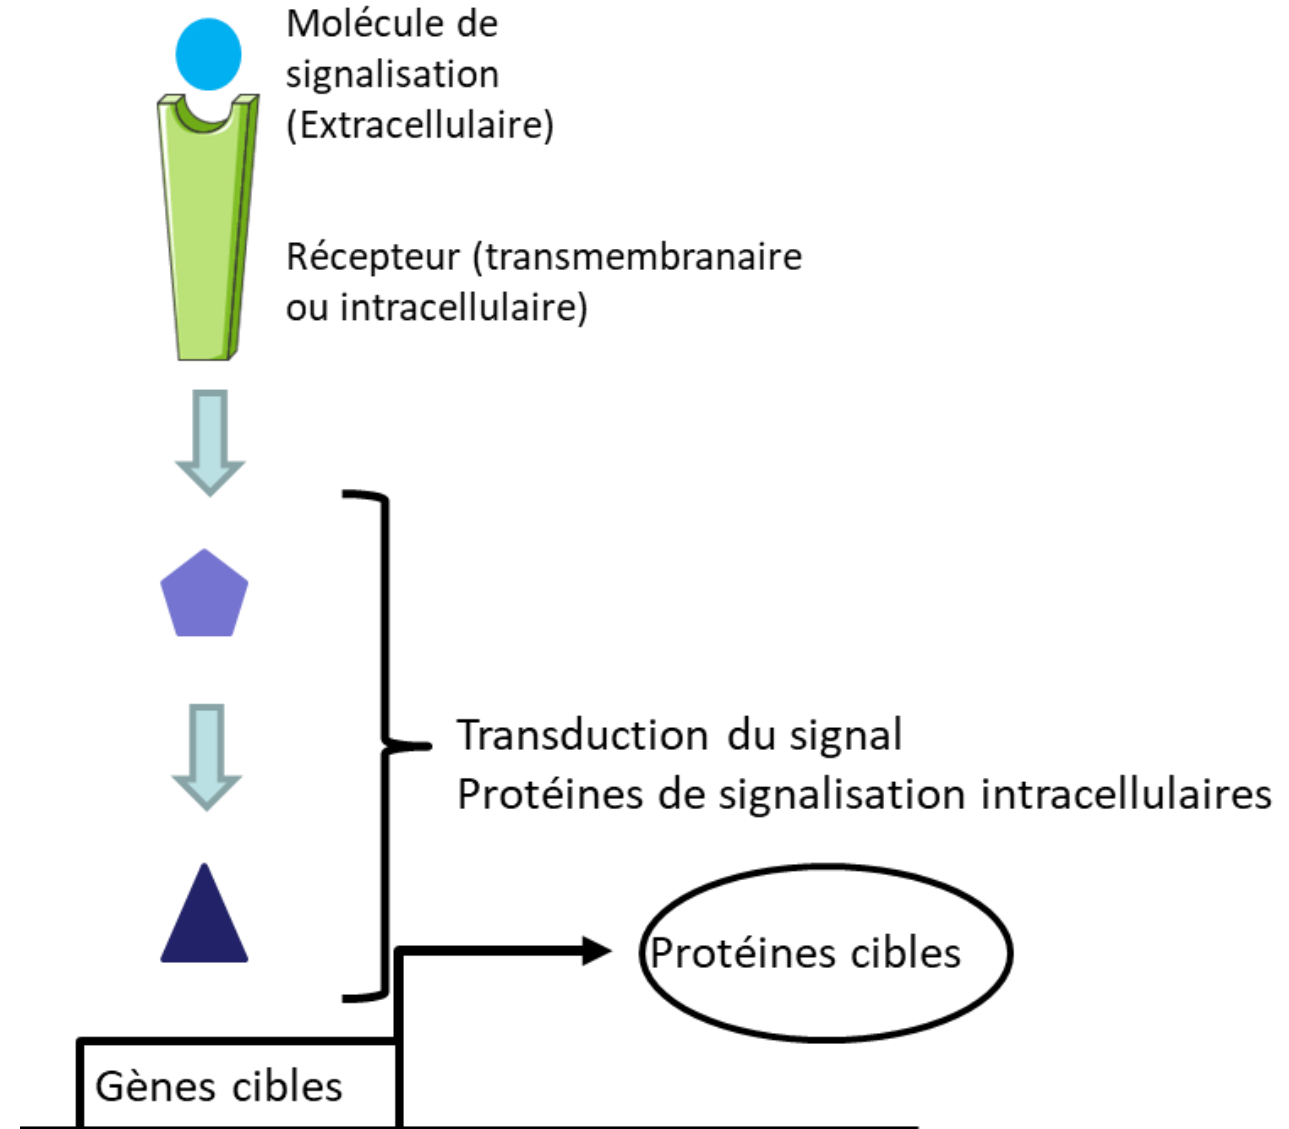 Molécule de
signalisation
(Extracellulaire)
Récepteur (transmembranaire
ou intracellulaire)
Transduction du signal
Protéines de signalisation intracellulaires
Protéines cibles
Gènes cibles